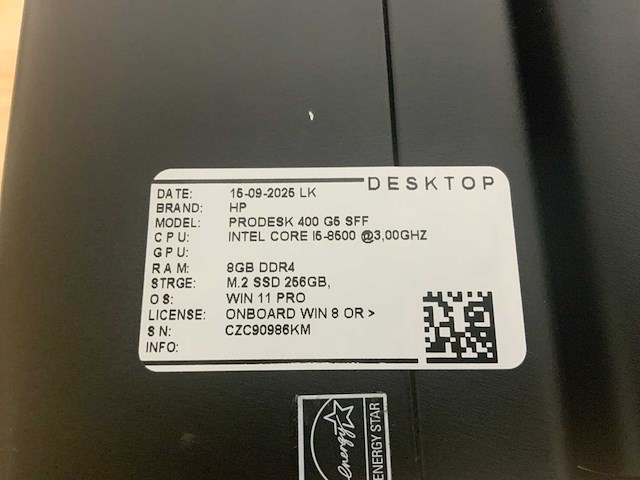 DESKTOP
DATE: 15-09-2025 LK
BRAND: HP
MODEL: PRODESK 400 G5 SFF
CPU: INTEL CORE I5-8500 @3,00GHZ
GPU:
RAM: 8GB DDR4
STRGE: M.2 SSD 256GB,
OS: WIN 11 PRO
LICENSE: ONBOARD WIN 8 OR >
SN: CZC90986KM
INFO:
energy
ENERGY STAR